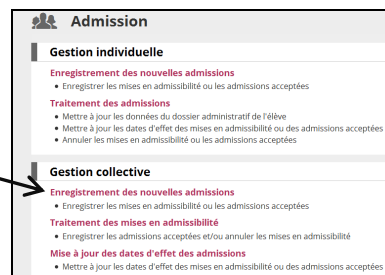 Admission
Gestion individuelle
Enregistrement des nouvelles admissions
• Enregistrer les mises en admissibilité ou les admissions acceptées
Traitement des admissions
• Mettre à jour les données du dossier administratif de l'élève
• Mettre à jour les dates d'effet des mises en admissibilité ou des admissions acceptées
• Annuler les mises en admissibilité ou les admissions acceptées
Gestion collective
Enregistrement des nouvelles admissions
• Enregistrer les mises en admissibilité ou les admissions acceptées
Traitement des mises en admissibilité
• Enregistrer les admissions acceptées et/ou annuler les mises en admissibilité
Mise à jour des dates d'effet des admissions
• Mettre à jour les dates d'effet des mises en admissibilité ou des admissions acceptées